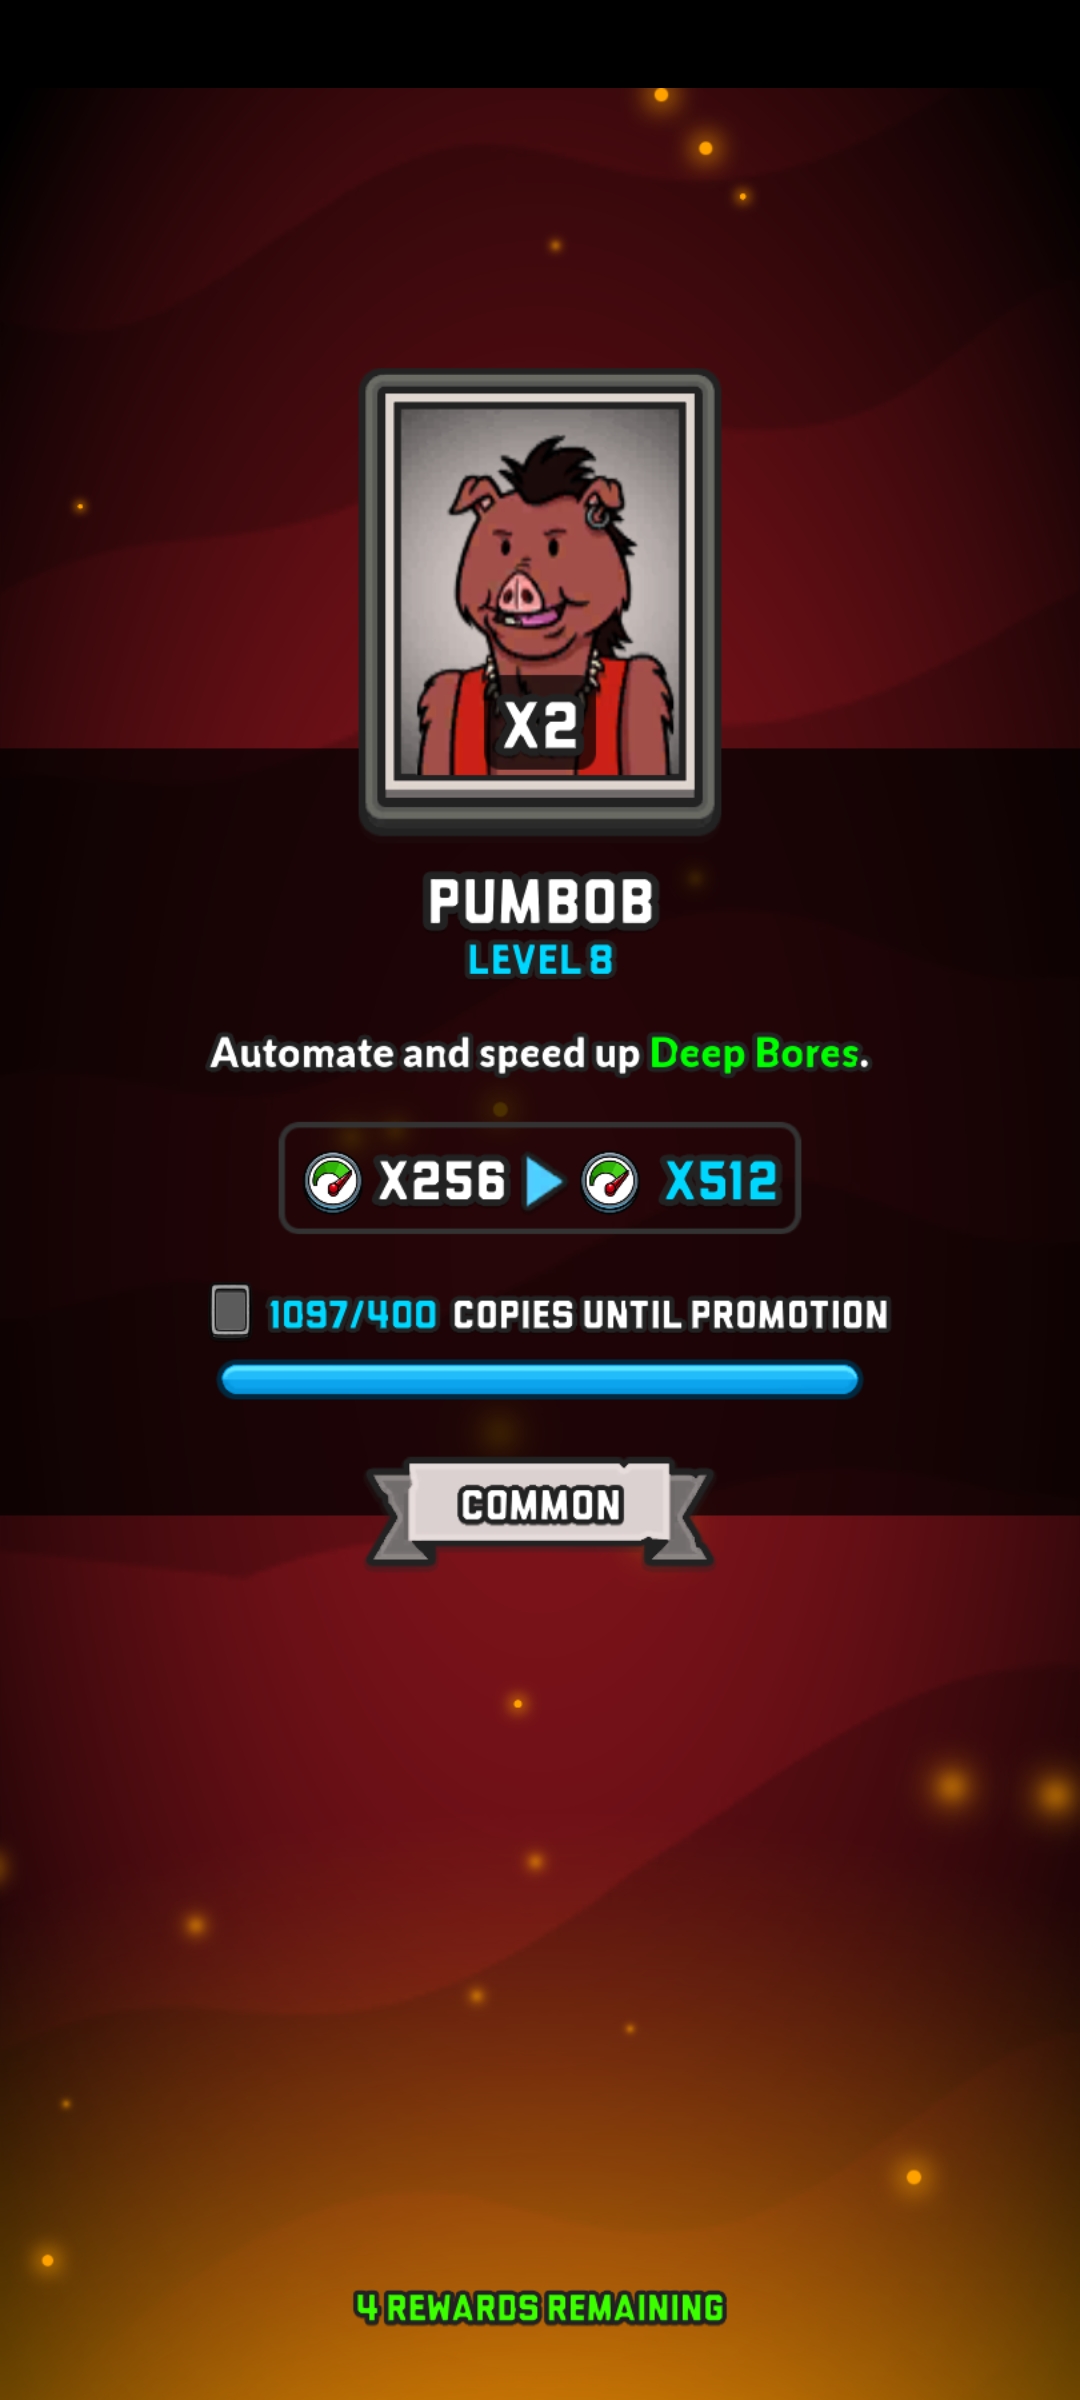 X2
PUMBOB
LEVEL 8
Automate and speed up Deep Bores.
X256 X512
1097/400 COPIES UNTIL PROMOTION
COMMON
4 REWARDS REMAINING